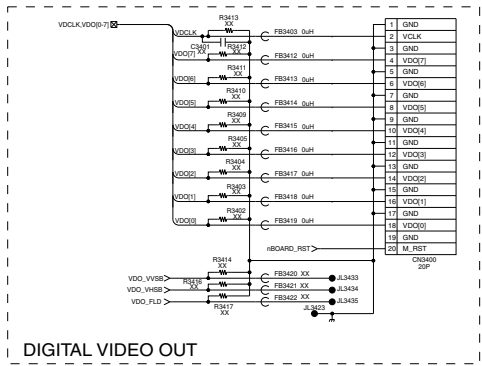 VDCLK,VDO[0-7]
R3413
XX
VDCLK
FB3403 0uH
C3401 R3412
XX XX
VDO[7]
FB3412 0uH
R3411
XX
VDO[6]
FB3413 0uH
R3410
XX
VDO[5]
FB3414 0uH
R3409
XX
VDO[4]
FB3415 0uH
R3405
XX
VDO[3]
FB3416 0uH
R3404
XX
VDO[2]
FB3417 0uH
R3403
XX
VDO[1]
FB3418 0uH
R3402
XX
VDO[0]
FB3419 0uH
nBOARD_RST
1 GND
2 VCLK
3 GND
4 VDO[7]
5 GND
6 VDO[6]
7 GND
8 VDO[5]
9 GND
10 VDO[4]
11 GND
12 VDO[3]
13 GND
14 VDO[2]
15 GND
16 VDO[1]
17 GND
18 VDO[0]
19 GND
20 M_RST
CN3400
20P
R3414
XX
VDO_VVSB
FB3420 XX
JL3433
R3416
XX
VDO_VHSB
FB3421 XX
JL3434
VDO_FLD
FB3422 XX
JL3435
R3417
XX
JL3423
DIGITAL VIDEO OUT